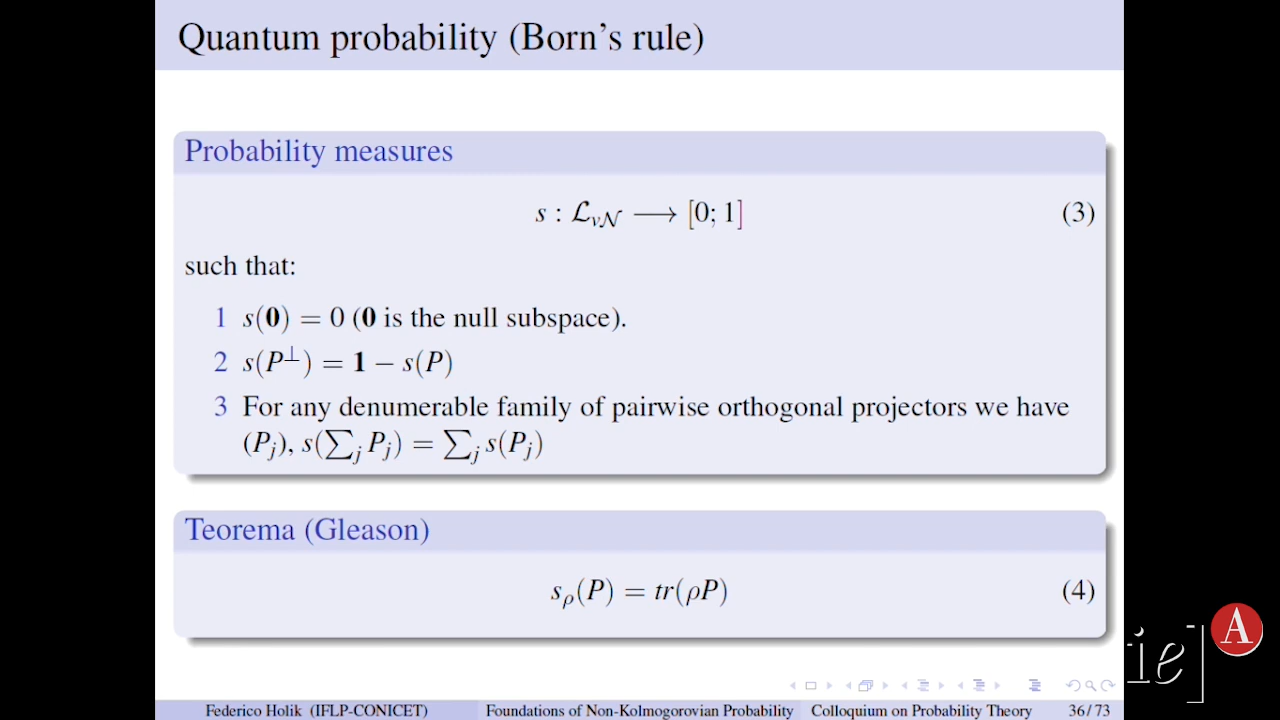 Quantum probability (Born's rule)
Probability measures
s : ℒ_{v𝒩} ⟶ [0; 1] (3)
such that:
1 s(𝟎) = 0 (𝟎 is the null subspace).
2 s(P^⊥) = 𝟏 − s(P)
3 For any denumerable family of pairwise orthogonal projectors we have
(P_j), s(∑_j P_j) = ∑_j s(P_j)
Teorema (Gleason)
s_ρ(P) = tr(ρP) (4)
ie]
A
Federico Holik (IFLP-CONICET) Foundations of Non-Kolmogorovian Probability Colloquium on Probability Theory 36 / 73